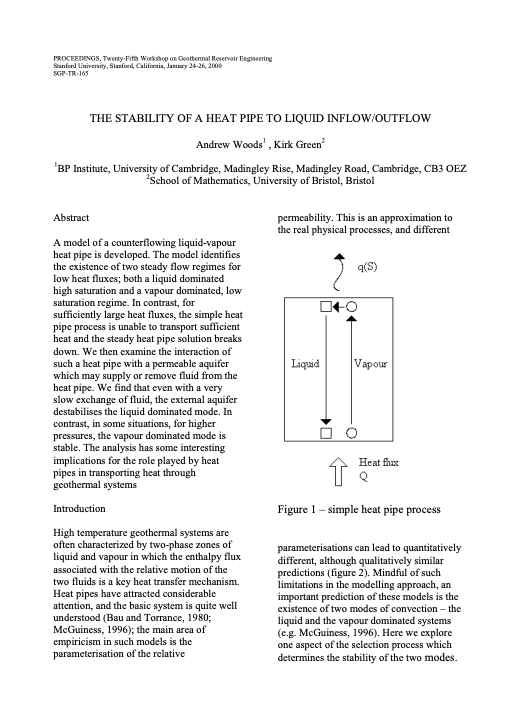 PROCEEDINGS, Twenty-Fifth Workshop on Geothermal Reservoir Engineering
Stanford University, Stanford, California, January 24-26, 2000
SGP-TR-165
THE STABILITY OF A HEAT PIPE TO LIQUID INFLOW/OUTFLOW
Andrew Woods1 , Kirk Green2
1BP Institute, University of Cambridge, Madingley Rise, Madingley Road, Cambridge, CB3 OEZ
2School of Mathematics, University of Bristol, Bristol
Abstract
A model of a counterflowing liquid-vapour
heat pipe is developed. The model identifies
the existence of two steady flow regimes for
low heat fluxes; both a liquid dominated
high saturation and a vapour dominated, low
saturation regime. In contrast, for
sufficiently large heat fluxes, the simple heat
pipe process is unable to transport sufficient
heat and the steady heat pipe solution breaks
down. We then examine the interaction of
such a heat pipe with a permeable aquifer
which may supply or remove fluid from the
heat pipe. We find that even with a very
slow exchange of fluid, the external aquifer
destabilises the liquid dominated mode. In
contrast, in some situations, for higher
pressures, the vapour dominated mode is
stable. The analysis has some interesting
implications for the role played by heat
pipes in transporting heat through
geothermal systems
Introduction
High temperature geothermal systems are
often characterized by two-phase zones of
liquid and vapour in which the enthalpy flux
associated with the relative motion of the
two fluids is a key heat transfer mechanism.
Heat pipes have attracted considerable
attention, and the basic system is quite well
understood (Bau and Torrance, 1980;
McGuiness, 1996); the main area of
empiricism in such models is the
parameterisation of the relative
permeability. This is an approximation to
the real physical processes, and different
q(S)
Liquid
Vapour
Heat flux
Q
Figure 1 – simple heat pipe process
parameterisations can lead to quantitatively
different, although qualitatively similar
predictions (figure 2). Mindful of such
limitations in the modelling approach, an
important prediction of these models is the
existence of two modes of convection – the
liquid and the vapour dominated systems
(e.g. McGuiness, 1996). Here we explore
one aspect of the selection process which
determines the stability of the two modes.